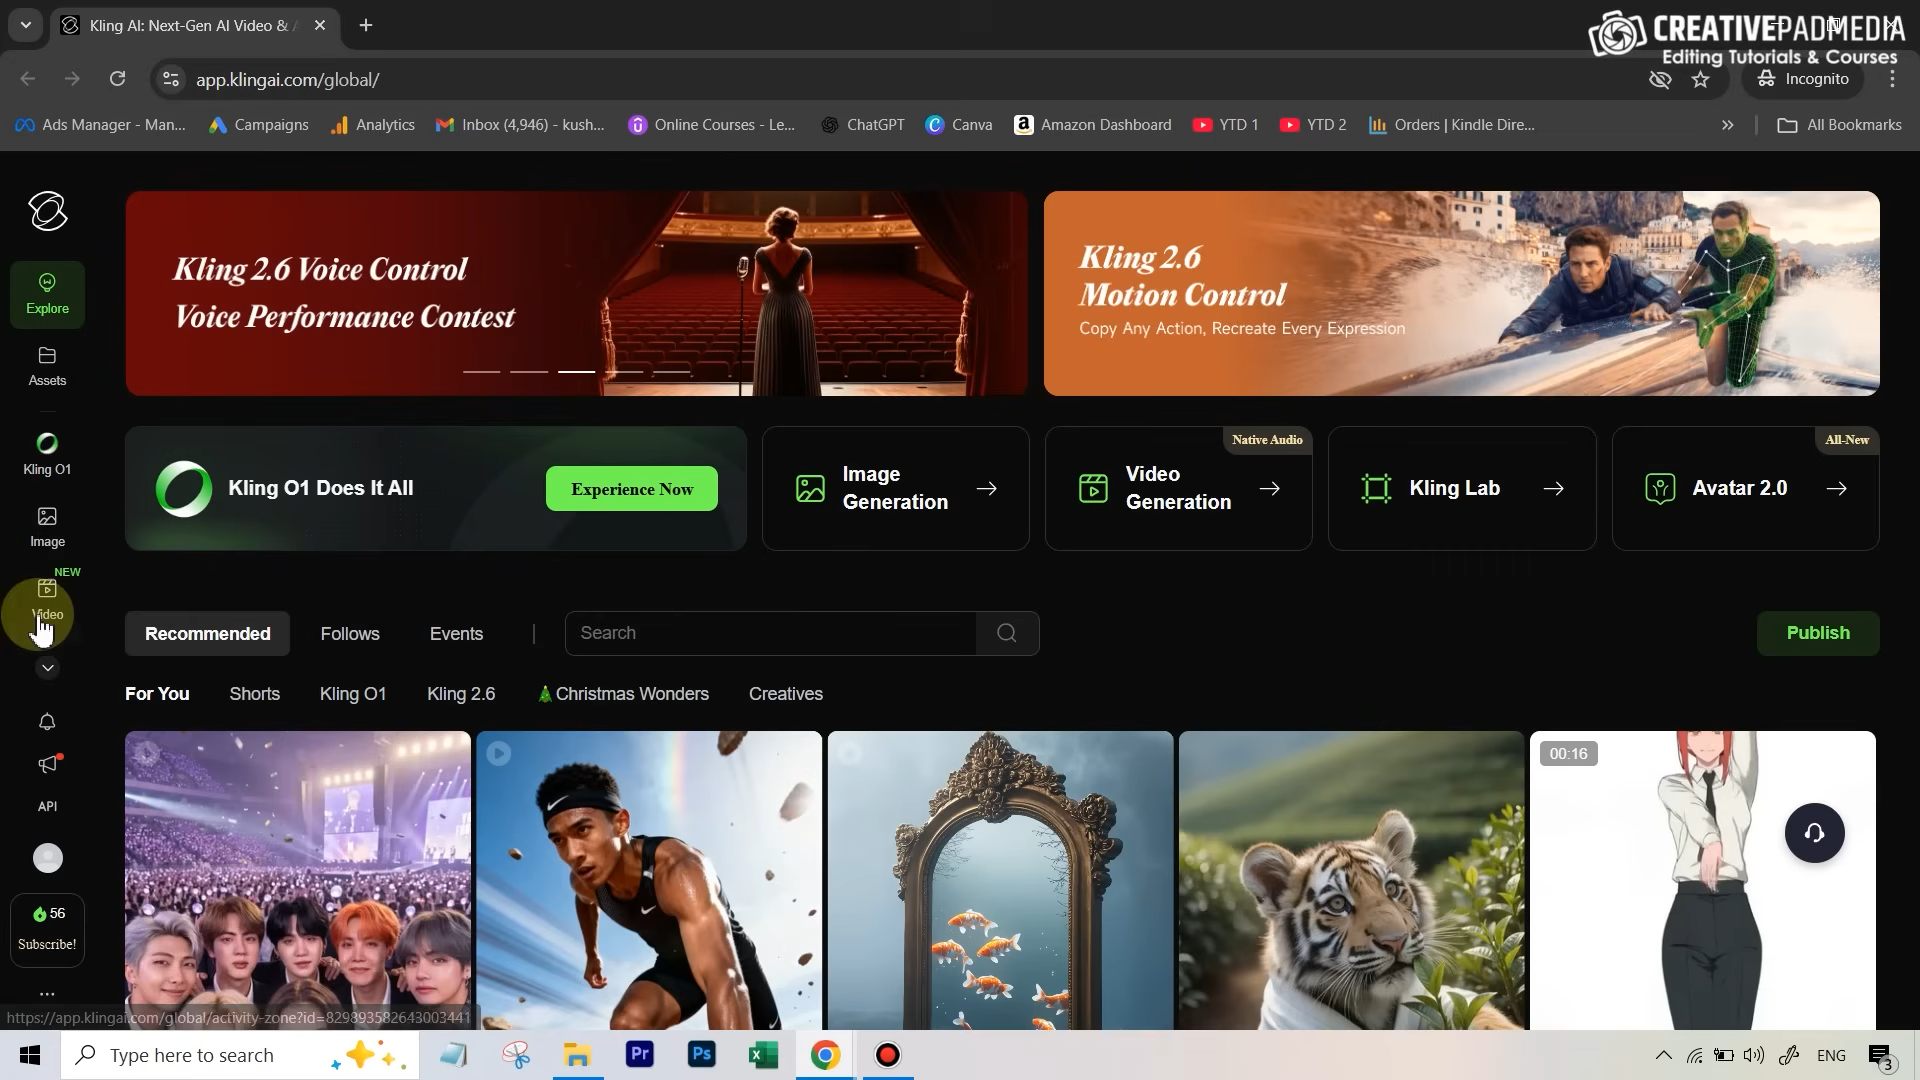 Kling AI: Next-Gen AI Video &
CREATIVEPADMEDIA
Editing Tutorials & Courses
app.klingai.com/global/
Incognito
Ads Manager - Man...
Campaigns
Analytics
Inbox (4,946) - kush...
Online Courses - Le...
ChatGPT
Canva
Amazon Dashboard
YTD 1
YTD 2
Orders | Kindle Dire...
All Bookmarks
Explore
Assets
Kling O1
Image
NEW
Video
API
56
Subscribe!
Kling 2.6 Voice Control
Voice Performance Contest
Kling 2.6
Motion Control
Copy Any Action, Recreate Every Expression
Kling O1 Does It All
Experience Now
Image
Generation
Native Audio
Video
Generation
Kling Lab
All-New
Avatar 2.0
Recommended
Follows
Events
Search
Publish
For You
Shorts
Kling O1
Kling 2.6
🎄Christmas Wonders
Creatives
00:16
https://app.klingai.com/global/activity-zone?id=829893582643003441
Type here to search
Pr
Ps
ENG
3